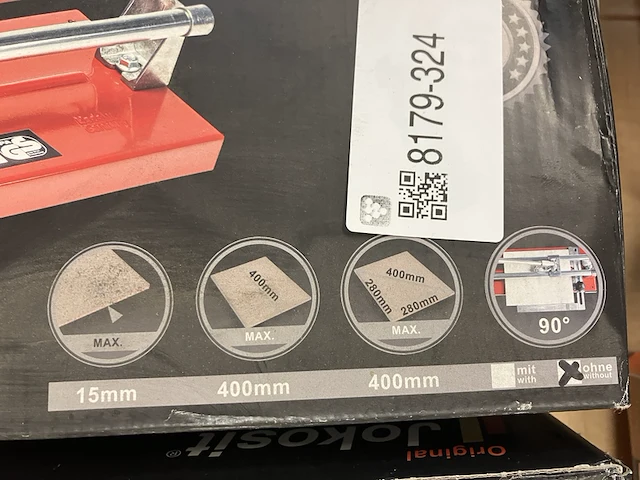 8179-324
400mm
400mm
280mm
280mm
MAX.
MAX.
MAX.
90°
15mm
400mm
400mm
mit
with
ohne
without
Original
Jokosit®